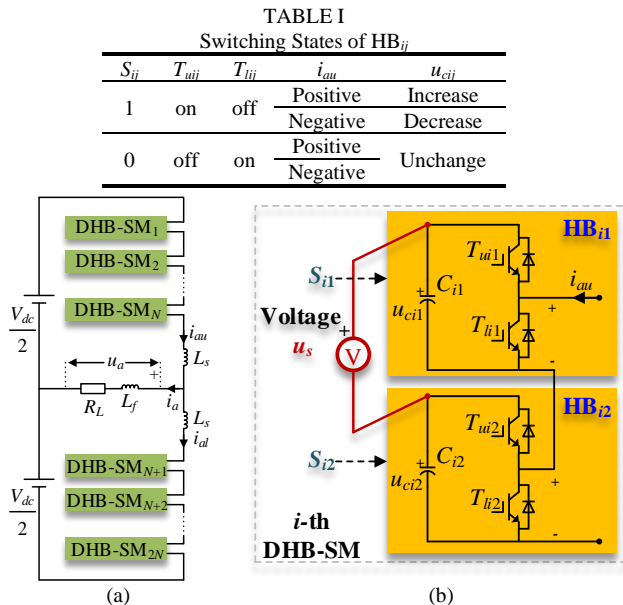 TABLE I
Switching States of HBij
Sij Tuij Tlij iau ucij
1 on off Positive Increase
Negative Decrease
0 off on Positive Unchange
Negative
DHB-SM1
DHB-SM2
DHB-SMN
Vdc
2
iau
Ls
ua
+
RL Lf ia
Ls
ial
DHB-SMN+1
DHB-SMN+2
DHB-SM2N
Vdc
2
(a)
HBi1
Tui1
Si1
+
Ci1
iau
uci1
+
Voltage
+
us
V
Tli1
-
HBi2
Tui2
Si2
+
Ci2
uci2
+
Tli2
i-th
DHB-SM
-
(b)